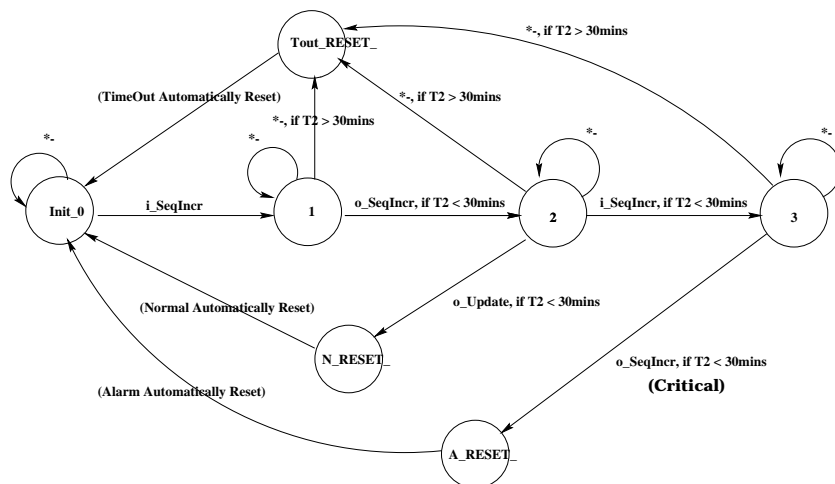 Tout_RESET_
*-, if T2 > 30mins
(TimeOut Automatically Reset)
*-, if T2 > 30mins
*-, if T2 > 30mins
*-
*-
*-
*-
Init_0
i_SeqIncr
1
o_SeqIncr, if T2 < 30mins
2
i_SeqIncr, if T2 < 30mins
3
(Normal Automatically Reset)
o_Update, if T2 < 30mins
N_RESET_
o_SeqIncr, if T2 < 30mins
(Critical)
(Alarm Automatically Reset)
A_RESET_